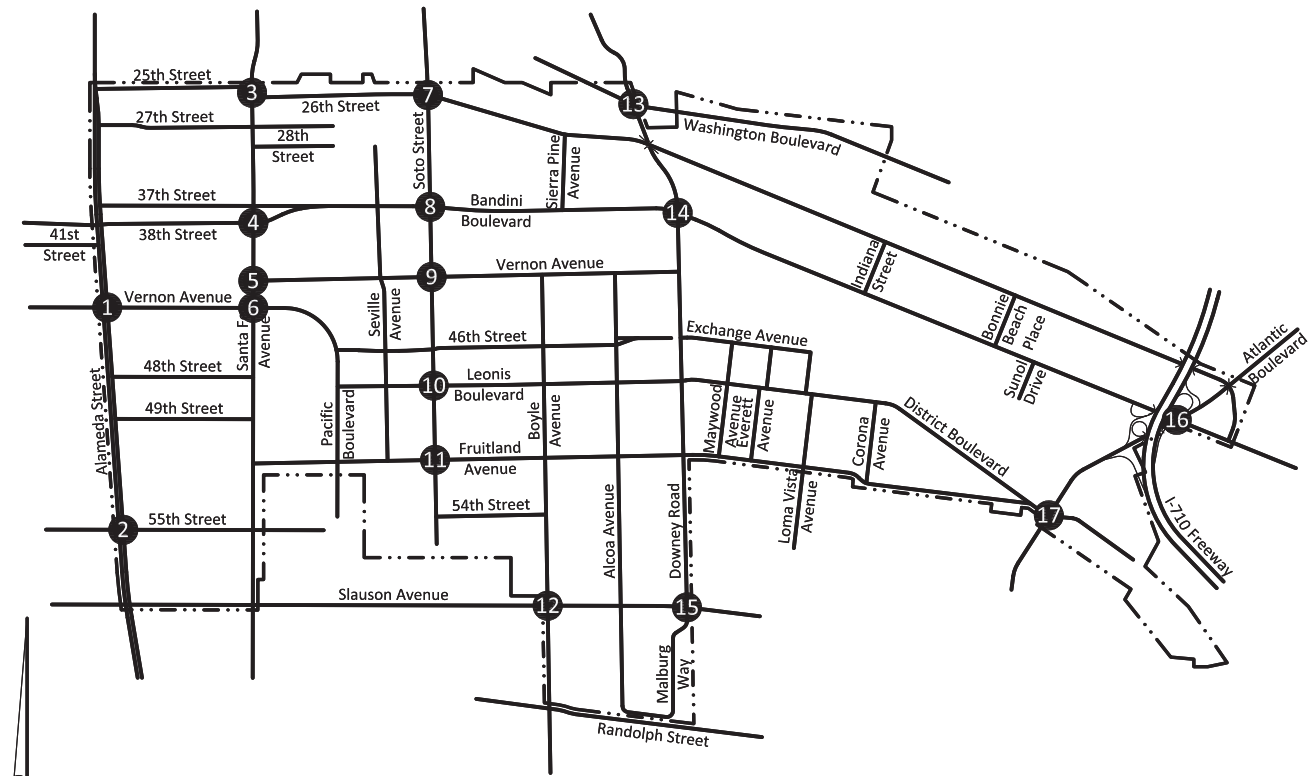 25th Street
3
26th Street
7
13
Washington Boulevard
27th Street
28th
Street
Soto Street
Sierra Pine
Avenue
37th Street
4
38th Street
41st
Street
8
Bandini
Boulevard
14
5
Vernon Avenue
1
6
Santa F
Avenue
9
Vernon Avenue
Seville
Avenue
Indiana
Street
Bonnie
Beach
Place
Sunol
Drive
Atlantic
Boulevard
46th Street
Exchange Avenue
48th Street
49th Street
Alameda Street
Pacific
Boulevard
10
Leonis
Boulevard
Boyle
Avenue
Maywood
Avenue
Everett
Avenue
Corona
Avenue
District Boulevard
16
11
Fruitland
Avenue
Loma Vista
Avenue
2
55th Street
54th Street
Alcoa Avenue
Downey Road
17
I-710 Freeway
Slauson Avenue
12
15
Malburg
Way
Randolph Street